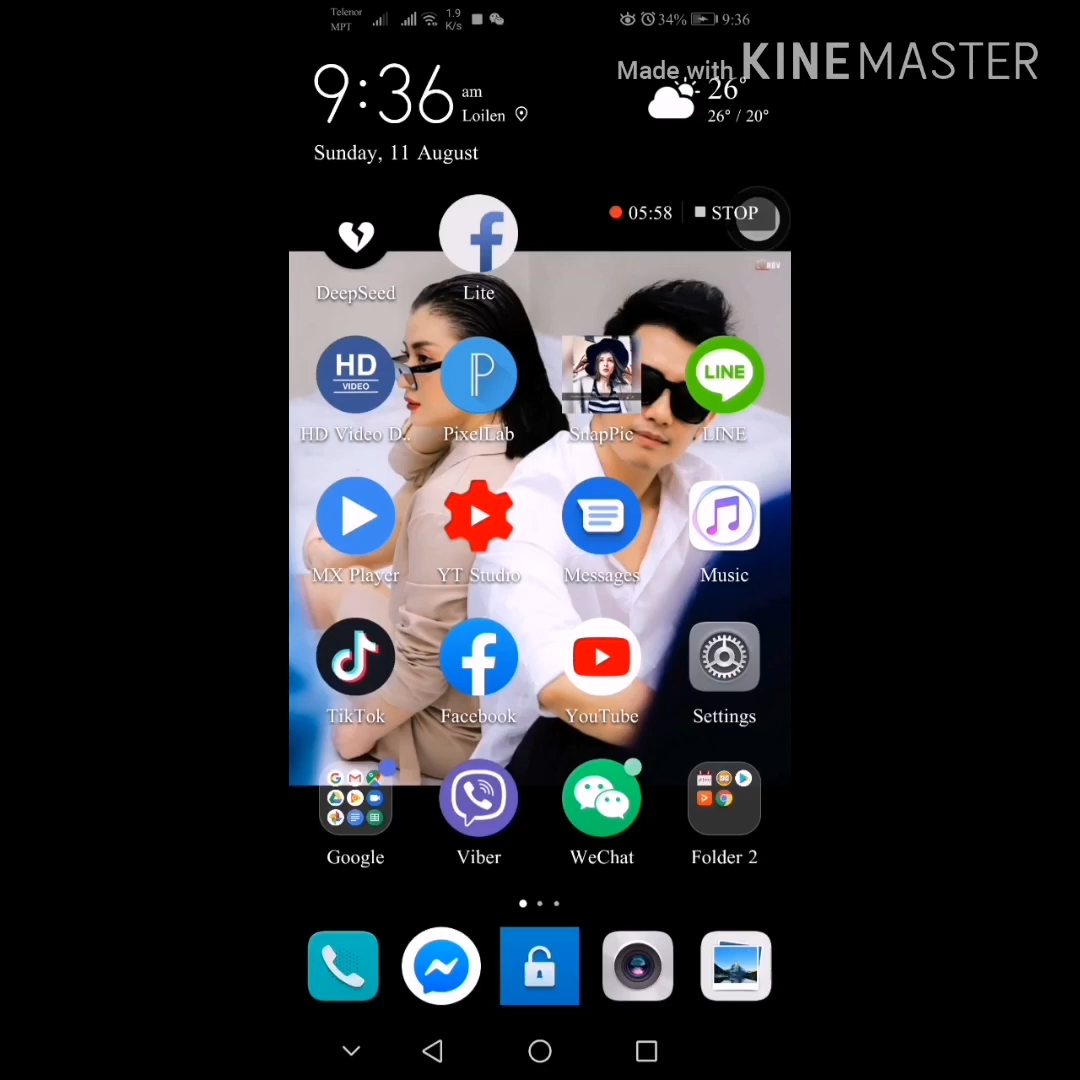 Telenor
MPT
1.9
K/s
34%
9:36
Made with KINEMASTER
9:36 am
Loilen
26°
26° / 20°
Sunday, 11 August
05:58
STOP
DeepSeed
Lite
HD
VIDEO
LINE
HD Video D..
PixelLab
SnapPic
LINE
MX Player
YT Studio
Messages
Music
TikTok
Facebook
YouTube
Settings
Google
Viber
WeChat
Folder 2